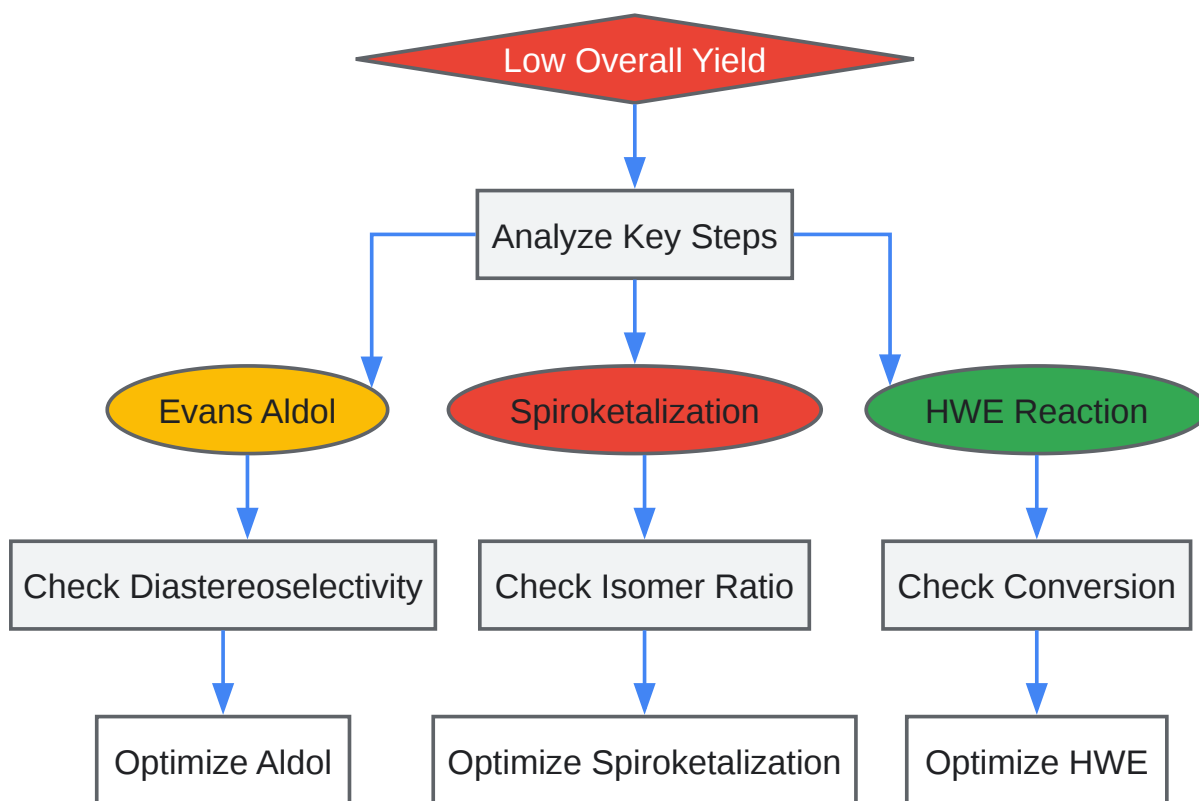 Low Overall Yield
Analyze Key Steps
Evans Aldol
Spiroketalization
HWE Reaction
Check Diastereoselectivity
Check Isomer Ratio
Check Conversion
Optimize Aldol
Optimize Spiroketalization
Optimize HWE